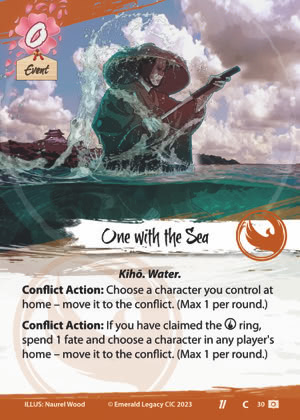 0
Event
One with the Sea
Kihō. Water.
Conflict Action: Choose a character you control at
home – move it to the conflict. (Max 1 per round.)
Conflict Action: If you have claimed the ring,
spend 1 fate and choose a character in any player's
home – move it to the conflict. (Max 1 per round.)
ILLUS: Naurel Wood © Emerald Legacy CIC 2023 C 30